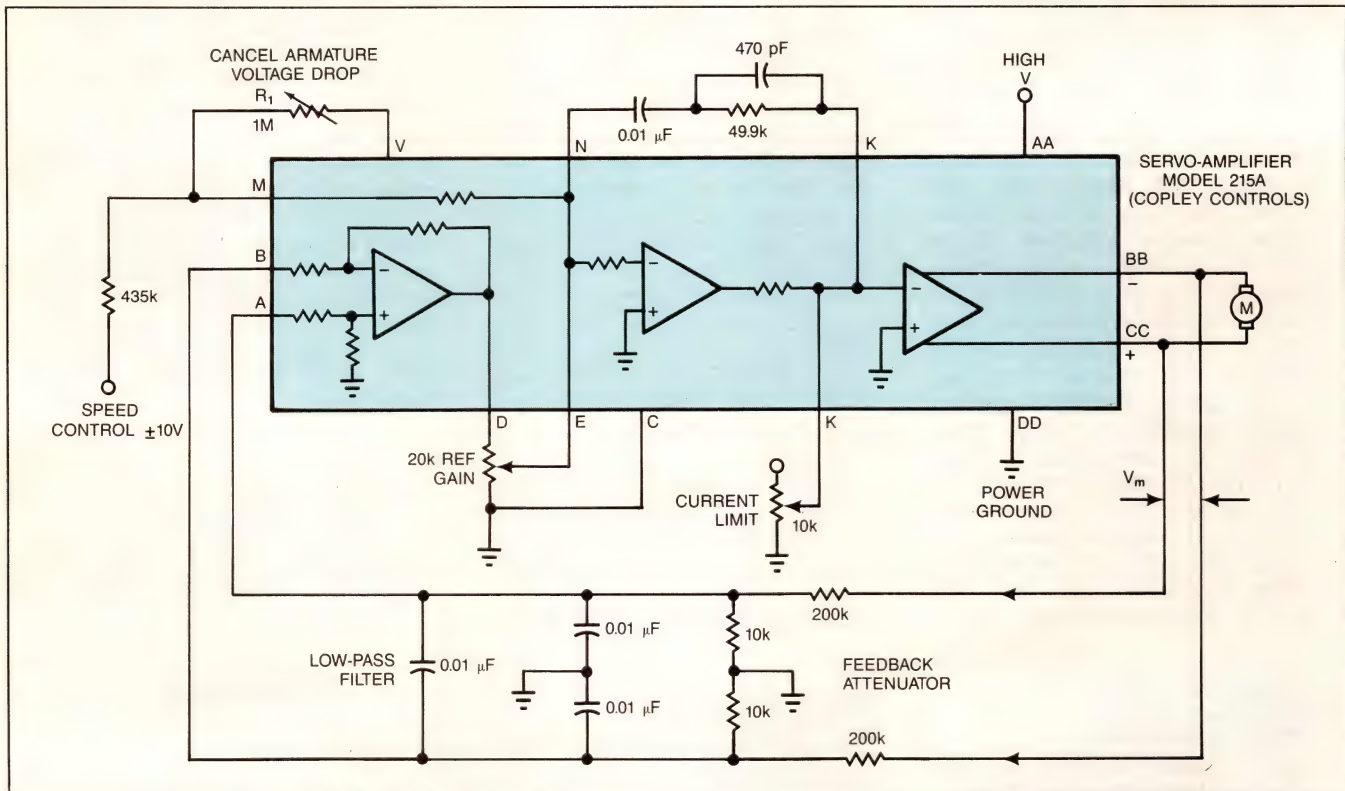 CANCEL ARMATURE
VOLTAGE DROP
R1
1M
V
470 pF
0.01 μF
49.9k
N
K
HIGH
V
AA
SERVO-AMPLIFIER
MODEL 215A
(COPLEY CONTROLS)
M
B
A
435k
SPEED
CONTROL ±10V
−
+
−
+
−
+
BB
−
M
CC
+
D
E
C
K
DD
20k REF
GAIN
CURRENT
LIMIT
10k
POWER
GROUND
Vm
200k
LOW-PASS
FILTER
0.01 μF
0.01 μF
0.01 μF
10k
10k
FEEDBACK
ATTENUATOR
200k